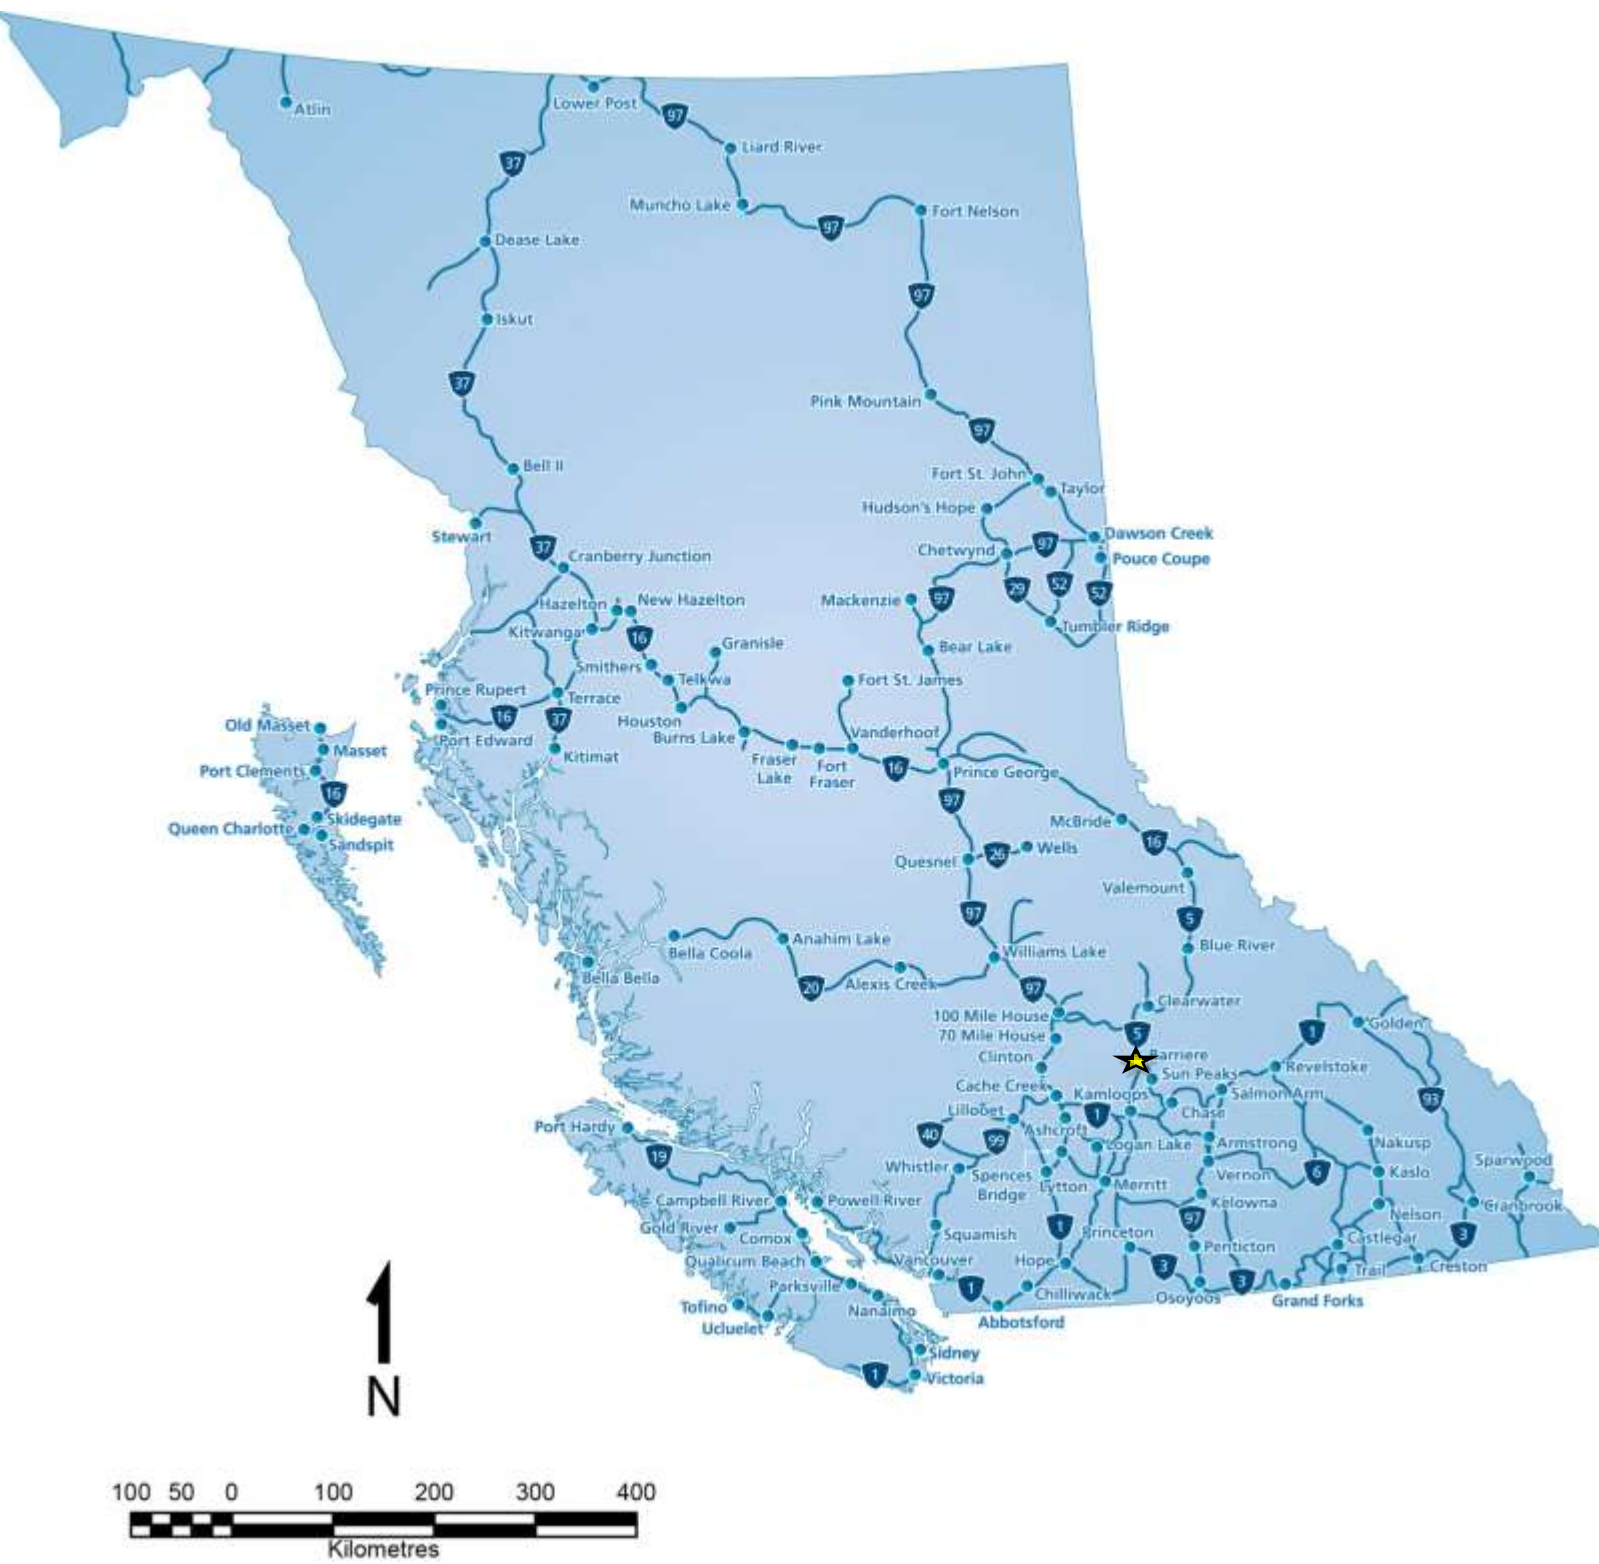 Atlin
Lower Post
97
Liard River
37
Muncho Lake
97
Fort Nelson
Dease Lake
97
Iskut
37
Pink Mountain
97
Bell II
Fort St. John
Taylor
Hudson's Hope
Stewart
Dawson Creek
37
Chetwynd
97
Cranberry Junction
Pouce Coupe
29
52
52
Mackenzie
97
Hazelton
New Hazelton
Kitwanga
16
Tumbler Ridge
Granisle
Bear Lake
Smithers
Telkwa
Fort St. James
Prince Rupert
Terrace
16
37
Houston
Old Masset
Burns Lake
Vanderhoof
Port Edward
Masset
Kitimat
Fraser
Lake
Fort
Fraser
16
Prince George
Port Clements
16
97
Skidegate
McBride
Queen Charlotte
Sandspit
16
Quesnel
26
Wells
Valemount
97
5
Anahim Lake
Blue River
Bella Coola
Williams Lake
Bella Bella
20
Alexis Creek
97
Clearwater
100 Mile House
Golden
70 Mile House
5
1
Clinton
Barriere
Revelstoke
Sun Peaks
Cache Creek
Kamloops
Salmon Arm
93
Lillooet
1
Chase
Port Hardy
40
99
Ashcroft
Logan Lake
Armstrong
Nakusp
19
Whistler
Spences
Bridge
Lytton
Merritt
Vernon
6
Kaslo
Sparwood
Campbell River
Powell River
Kelowna
Cranbrook
Gold River
97
Nelson
Comox
Squamish
1
Princeton
Castlegar
3
Qualicum Beach
Vancouver
Hope
Penticton
Parksville
1
3
3
Trail
Creston
Tofino
Nanaimo
Chilliwack
Osoyoos
Grand Forks
Ucluelet
Abbotsford
Sidney
1
Victoria
N
100 50 0 100 200 300 400
Kilometres